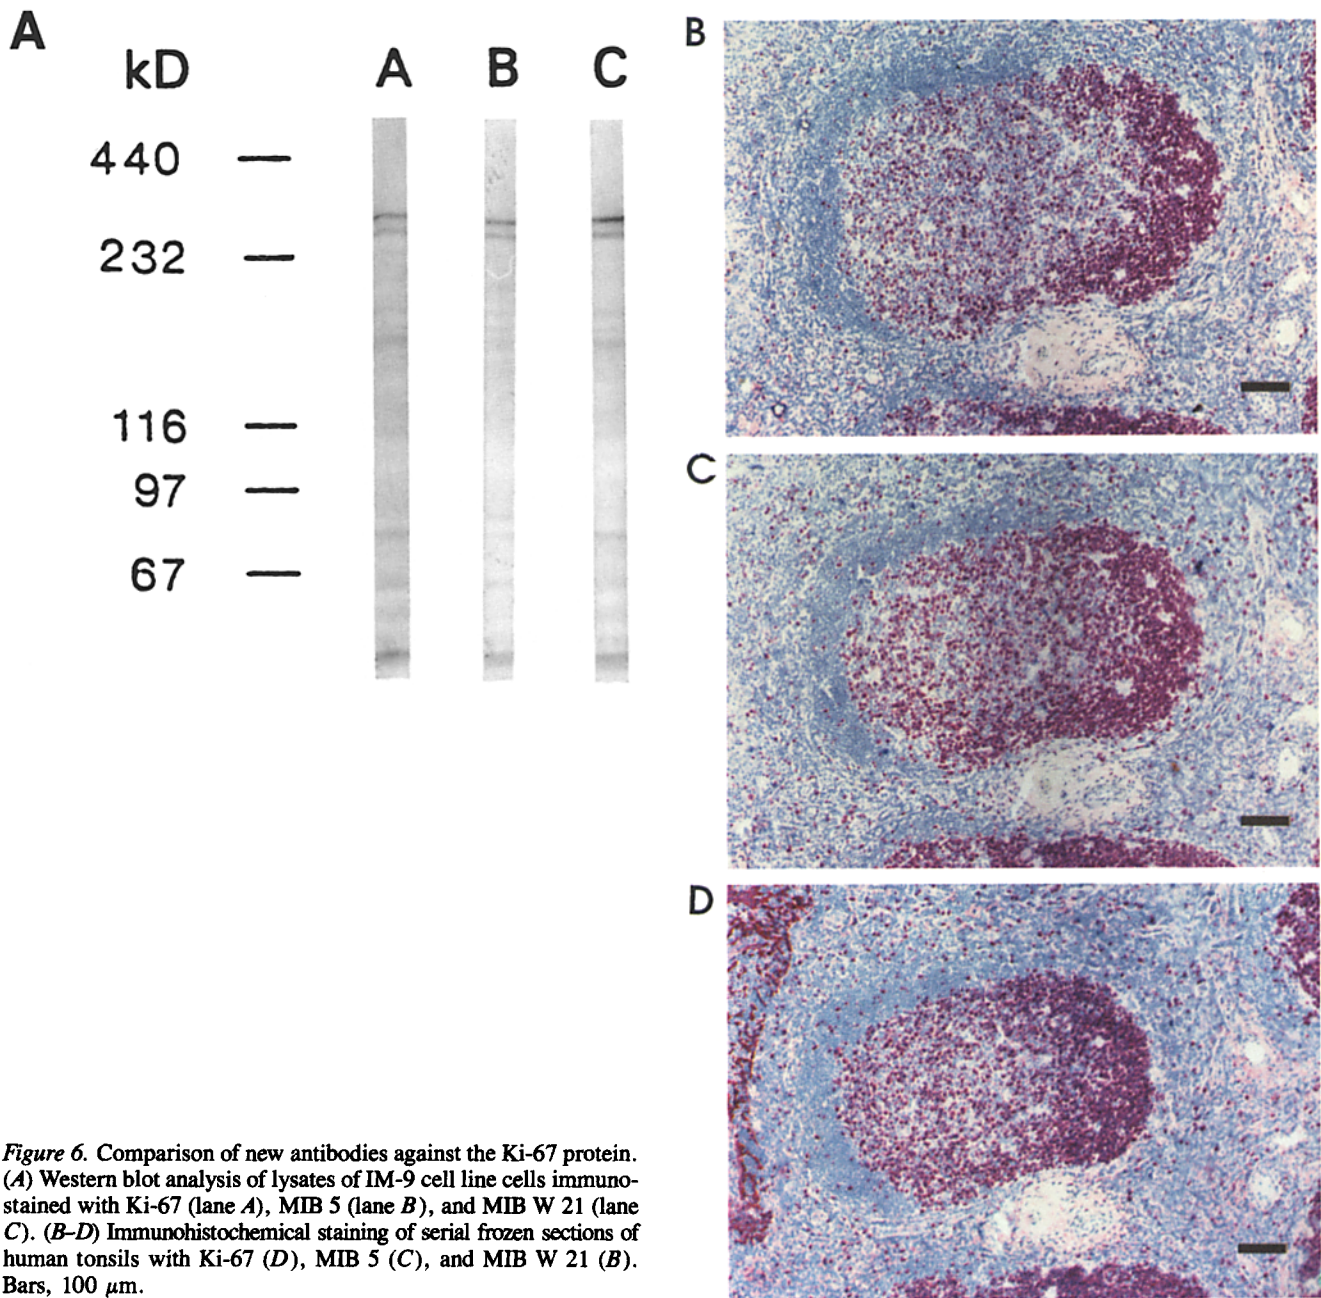 A
kD A B C
440
232
116
97
67
B
C
D
Figure 6. Comparison of new antibodies against the Ki-67 protein.
(A) Western blot analysis of lysates of IM-9 cell line cells immuno-
stained with Ki-67 (lane A), MIB 5 (lane B), and MIB W 21 (lane
C). (B–D) Immunohistochemical staining of serial frozen sections of
human tonsils with Ki-67 (D), MIB 5 (C), and MIB W 21 (B).
Bars, 100 μm.